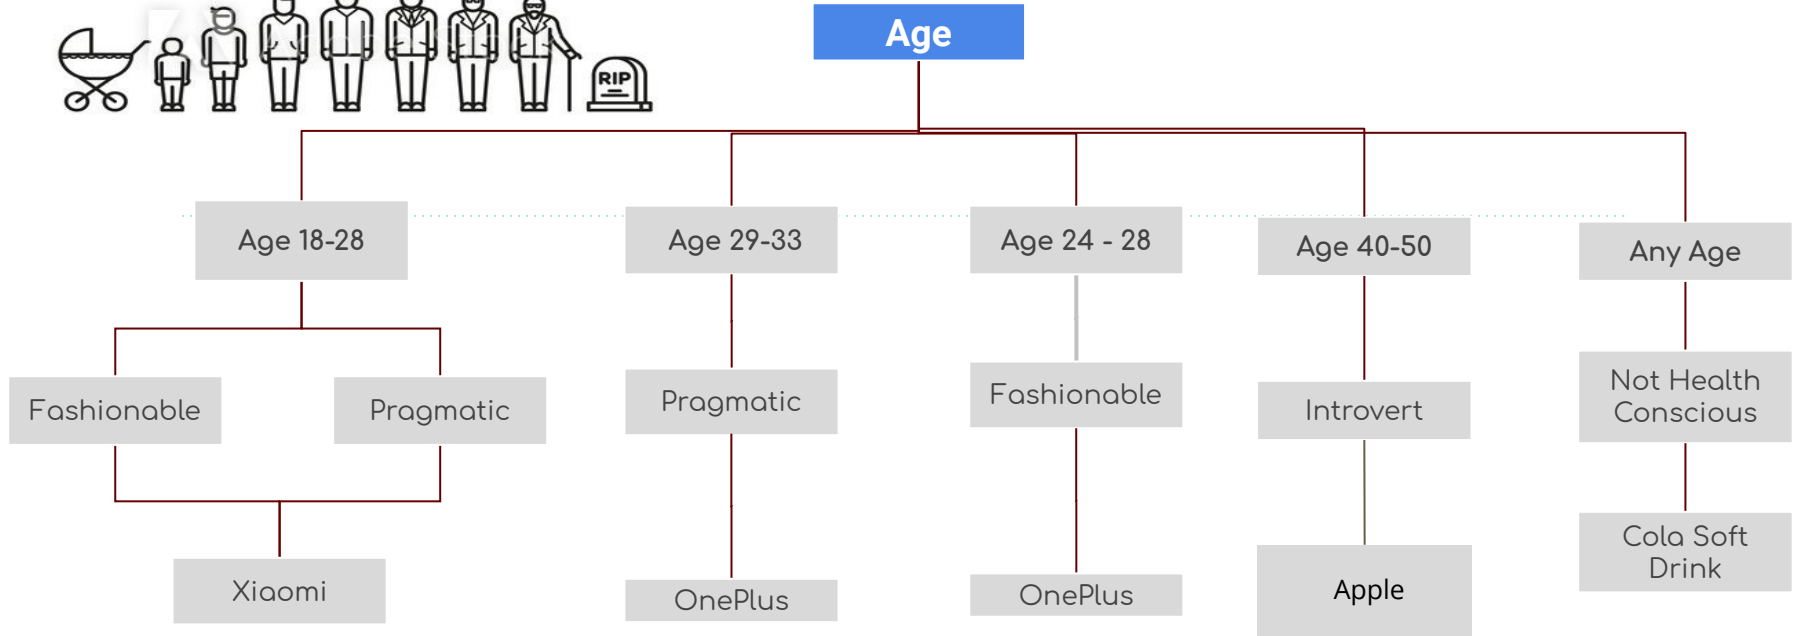 Age
RIP
Age 18-28
Age 29-33
Age 24 - 28
Age 40-50
Any Age
Fashionable
Pragmatic
Pragmatic
Fashionable
Introvert
Not Health
Conscious
Xiaomi
OnePlus
OnePlus
Apple
Cola Soft
Drink